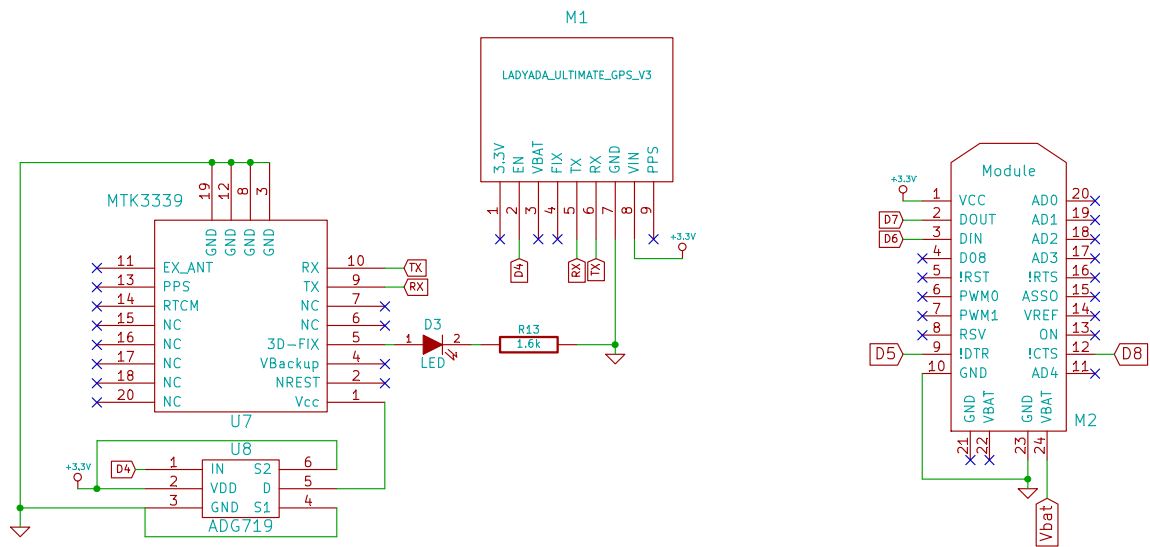 M1
LADYADA_ULTIMATE_GPS_V3
3.3V
EN
VBAT
FIX
TX
RX
GND
VIN
PPS
1
2
3
4
5
6
7
8
9
D4
RX
TX
+3.3V
MTK3339
19
12
8
3
GND
GND
GND
GND
11 EX_ANT
13 PPS
14 RTCM
15 NC
16 NC
17 NC
18 NC
20 NC
RX 10 TX
TX 9 RX
NC 7
NC 6
3D-FIX 5
VBackup 4
NREST 2
Vcc 1
U7
D3
1 2
LED
R13
1.6k
U8
+3.3V
D4 1 IN S2 6
2 VDD D 5
3 GND S1 4
ADG719
Module
+3.3V
1 VCC AD0 20
D7 2 DOUT AD1 19
D6 3 DIN AD2 18
4 DO8 AD3 17
5 !RST !RTS 16
6 PWM0 ASSO 15
7 PWM1 VREF 14
8 RSV ON 13
D5 9 !DTR !CTS 12 D8
10 GND AD4 11
GND
VBAT
GND
VBAT
21
22
23
24
M2
Vbat